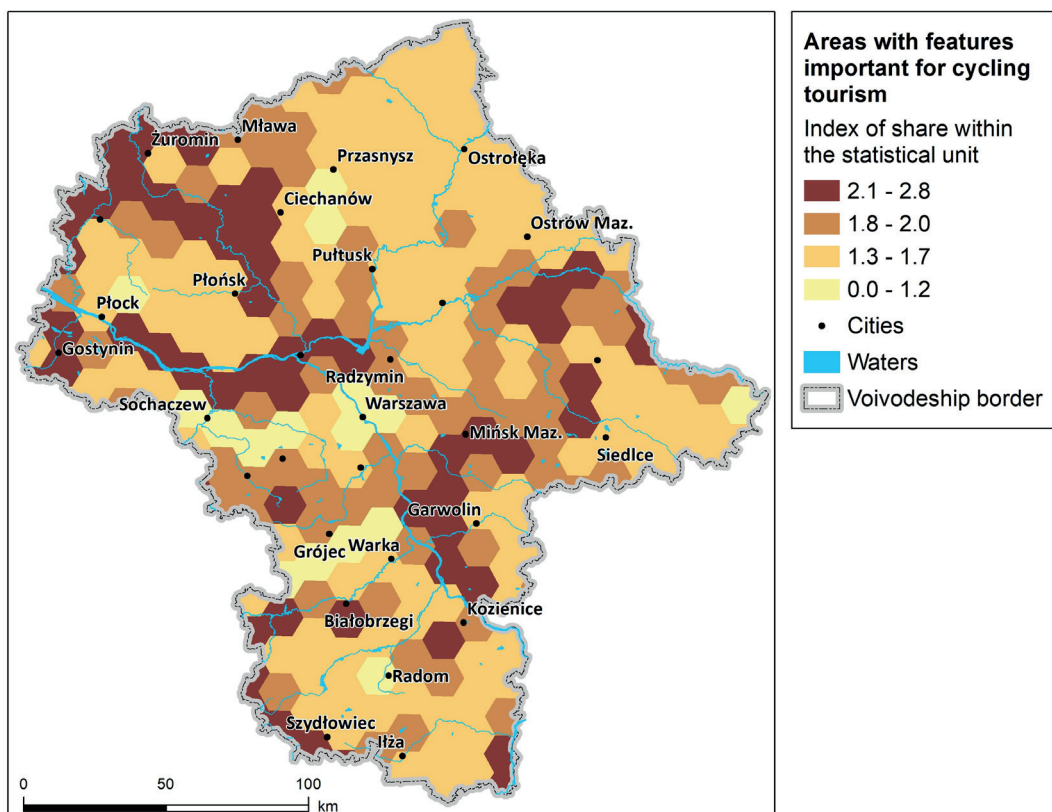 Mława
Żuromin
Przasnysz
Ostrołęka
Ciechanów
Ostrów Maz.
Pułtusk
Płońsk
Płock
Gostynin
Radzymin
Sochaczew
Warszawa
Mińsk Maz.
Siedlce
Garwolin
Grójec
Warka
Kozienice
Białobrzegi
Radom
Szydłowiec
Iłża
0 50 100
km
Areas with features
important for cycling
tourism
Index of share within
the statistical unit
2.1 - 2.8
1.8 - 2.0
1.3 - 1.7
0.0 - 1.2
Cities
Waters
Voivodeship border